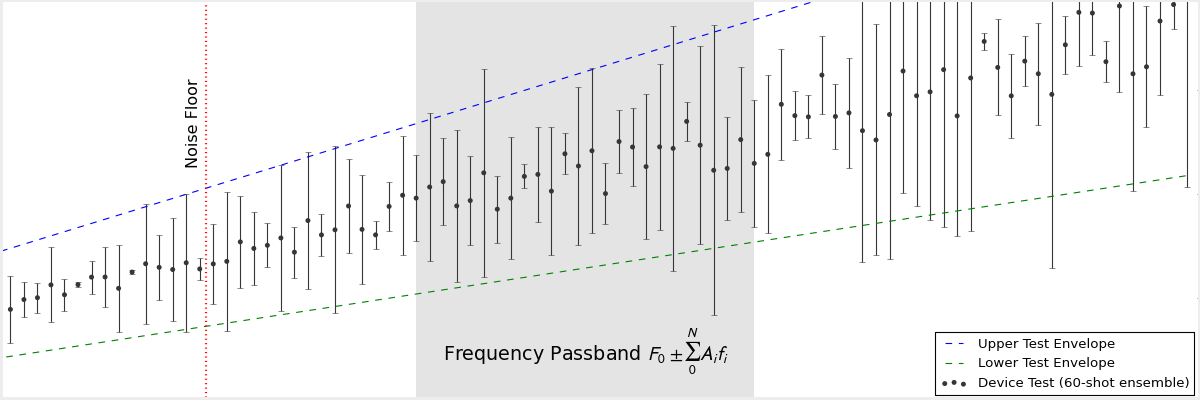 Noise Floor
Frequency Passband $F_0 \pm \sum_{0}^{N} A_i f_i$
Upper Test Envelope
Lower Test Envelope
Device Test (60-shot ensemble)